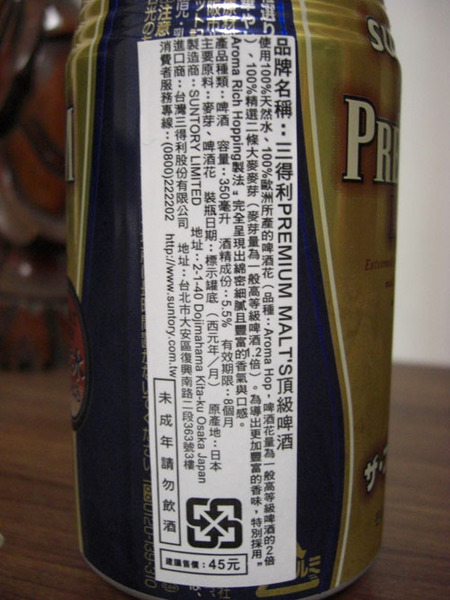 品牌名稱：三得利PREMIUM MALT'S頂級啤酒
使用100%天然水、100%歐洲所產的啤酒花（品種：Aroma Hop，啤酒花量為一般高等級啤酒的2倍
）、100%精選二條大麥麥芽（麥芽量為一般高等級啤酒1.2倍）。為導出更加豐富的香味，特別採用"
Aroma Rich Hopping製法"，完全呈現出綿密細膩且豐富的香氣與口感。
產品種類：啤酒 容量：350毫升 酒精成份：5.5% 有效期限：8個月
主要原料：麥芽、啤酒花 裝瓶日期：標示罐底（西元年/月） 原產地：日本
製造商：SUNTORY LIMITED 地址：2-1-40 Dojimahama Kita-ku Osaka Japan
進口商：台灣三得利股份有限公司 地址：台北市大安區復興南路二段363號3樓
消費者服務專線：(0800)222202 http://www.suntory.com.tw
未成年請勿飲酒
建議售價：45元
SU
PRE
ザ・プ